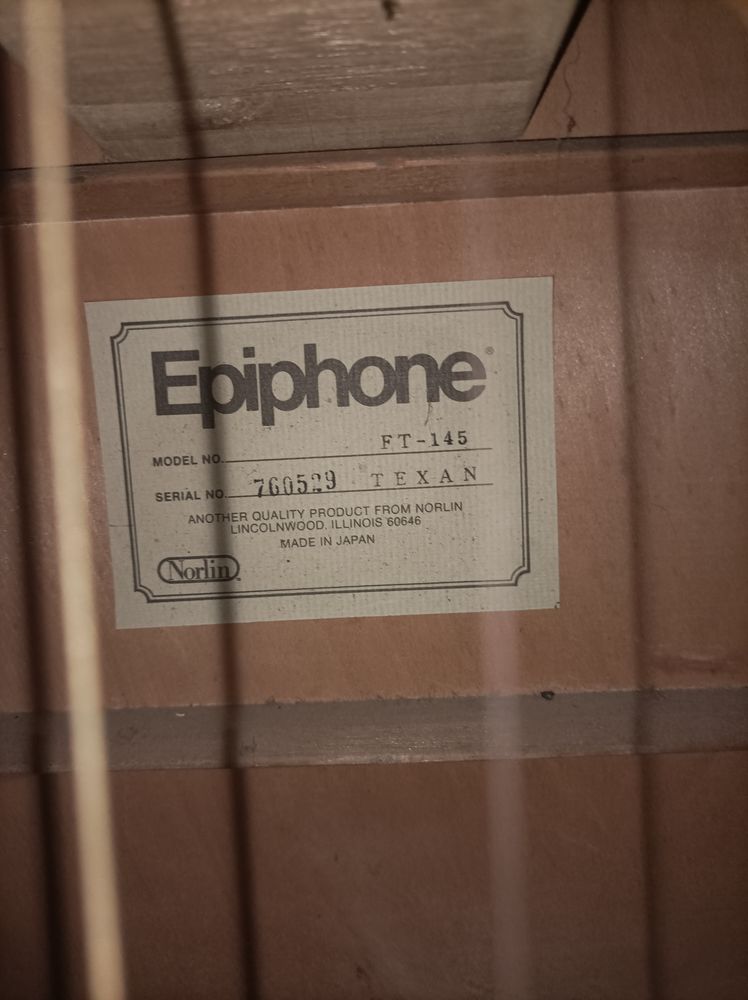 Epiphone®
MODEL NO. FT-145
SERIAL NO. 760529 TEXAN
ANOTHER QUALITY PRODUCT FROM NORLIN
LINCOLNWOOD, ILLINOIS 60646
MADE IN JAPAN
Norlin